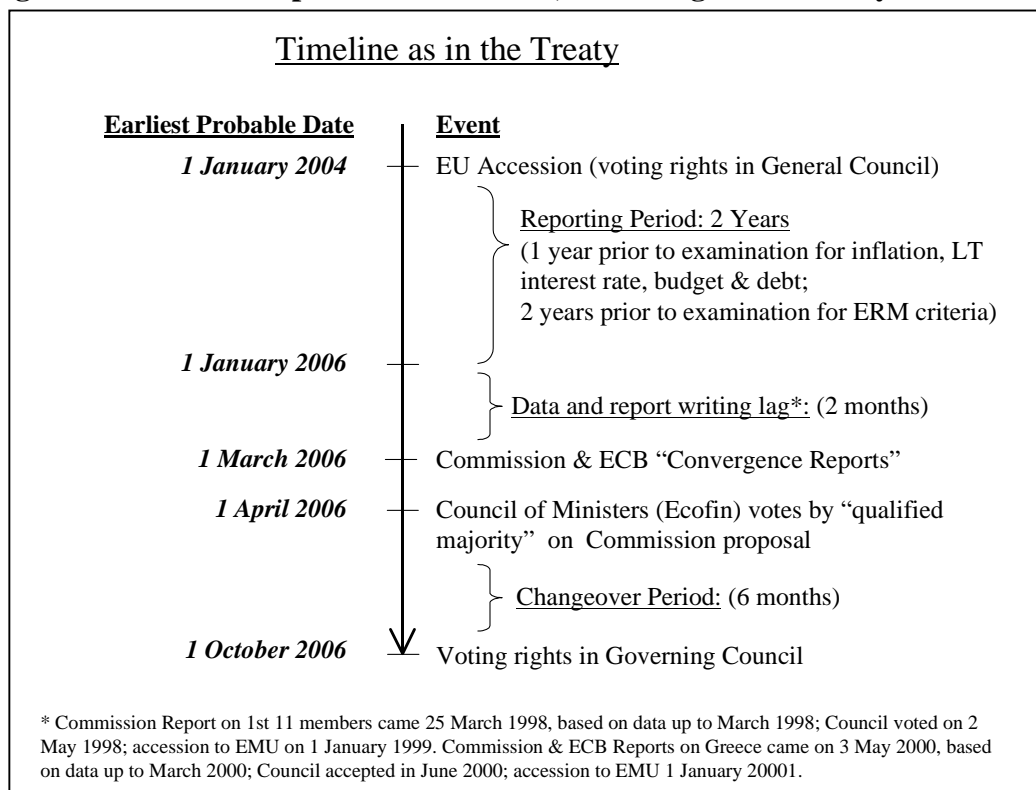 Timeline as in the Treaty
Earliest Probable Date Event
1 January 2004 EU Accession (voting rights in General Council)
Reporting Period: 2 Years
(1 year prior to examination for inflation, LT
interest rate, budget & debt;
2 years prior to examination for ERM criteria)
1 January 2006
Data and report writing lag*: (2 months)
1 March 2006 Commission & ECB “Convergence Reports”
1 April 2006 Council of Ministers (Ecofin) votes by “qualified
majority” on Commission proposal
Changeover Period: (6 months)
1 October 2006 Voting rights in Governing Council
* Commission Report on 1st 11 members came 25 March 1998, based on data up to March 1998; Council voted on 2
May 1998; accession to EMU on 1 January 1999. Commission & ECB Reports on Greece came on 3 May 2000, based
on data up to March 2000; Council accepted in June 2000; accession to EMU 1 January 20001.